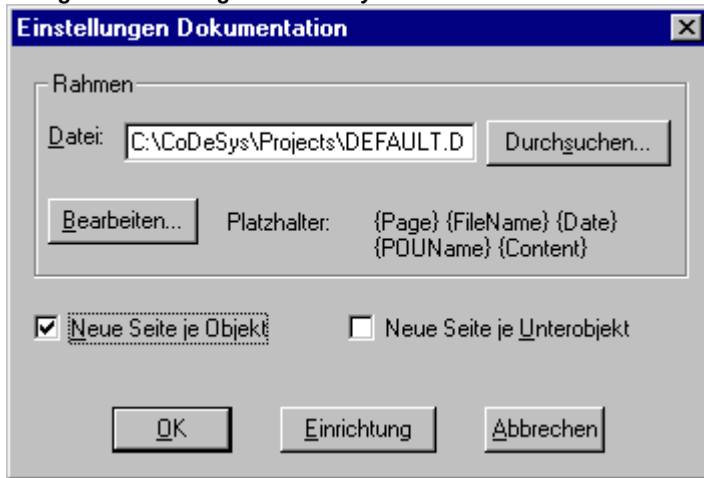 Einstellungen Dokumentation
Rahmen
Datei: C:\CoDeSys\Projects\DEFAULT.D Durchsuchen...
Bearbeiten... Platzhalter: {Page} {FileName} {Date}
{POUName} {Content}
Neue Seite je Objekt Neue Seite je Unterobjekt
OK Einrichtung Abbrechen